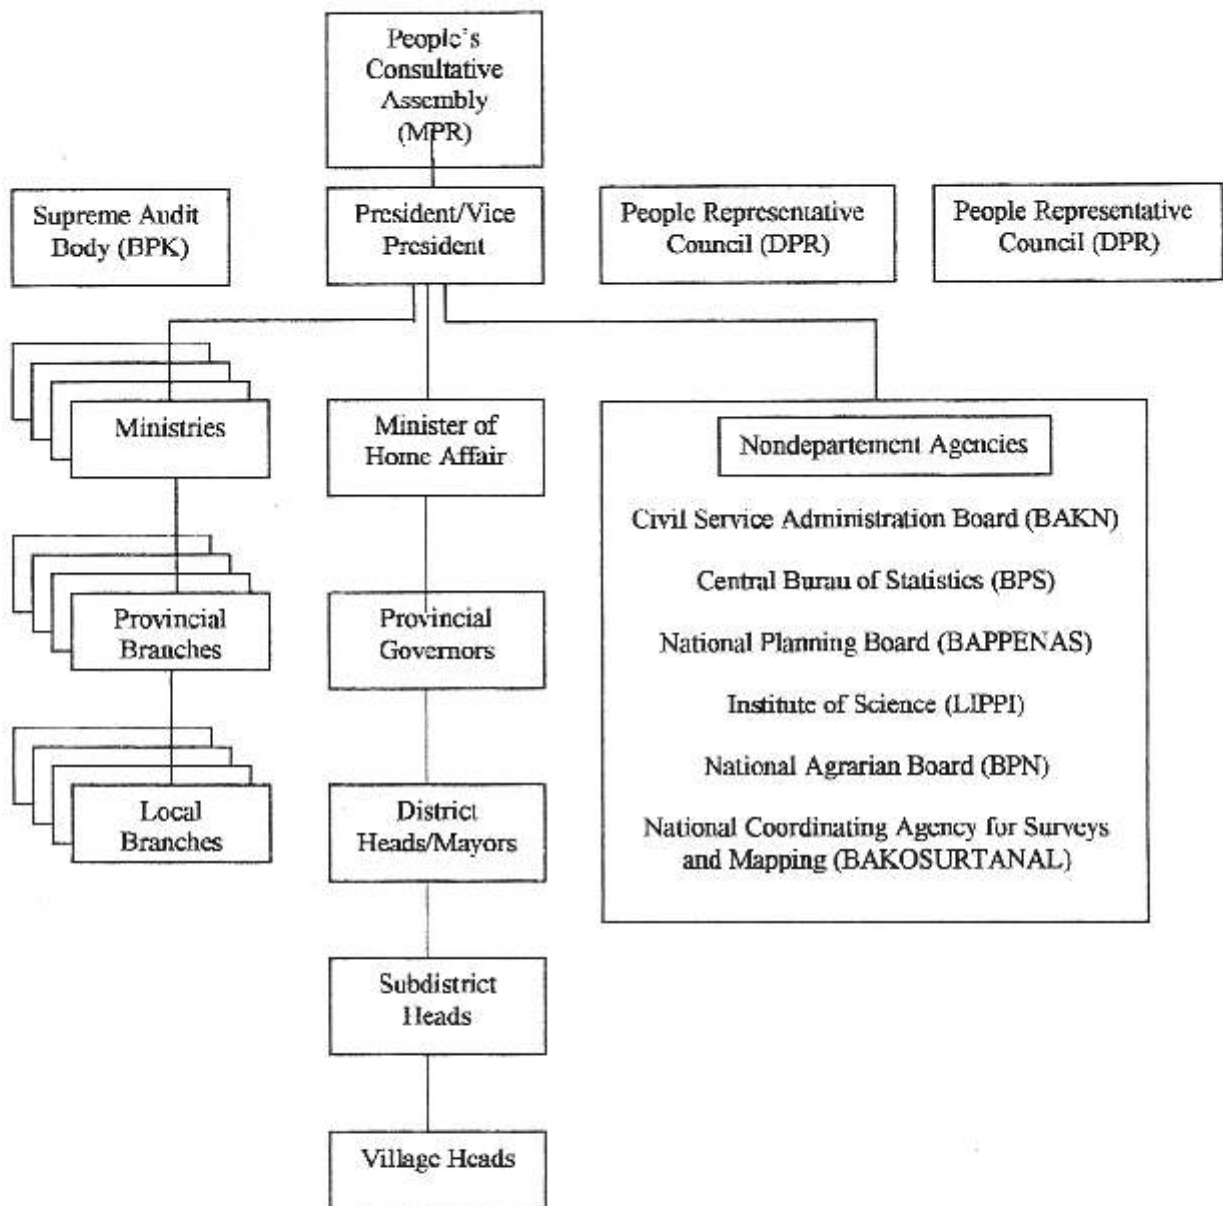 People's
Consultative
Assembly
(MPR)
Supreme Audit
Body (BPK)
President/Vice
President
People Representative
Council (DPR)
People Representative
Council (DPR)
Ministries
Minister of
Home Affair
Nondepartement Agencies
Civil Service Administration Board (BAKN)
Central Burau of Statistics (BPS)
National Planning Board (BAPPENAS)
Institute of Science (LIPPI)
National Agrarian Board (BPN)
National Coordinating Agency for Surveys
and Mapping (BAKOSURTANAL)
Provincial
Branches
Provincial
Governors
Local
Branches
District
Heads/Mayors
Subdistrict
Heads
Village Heads